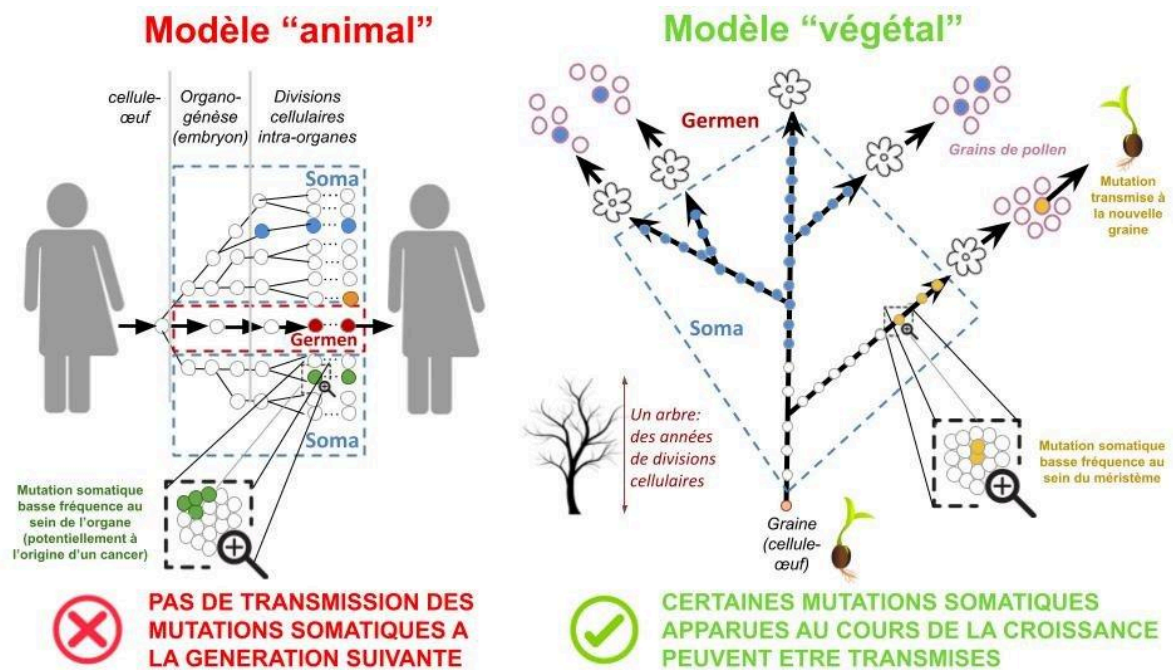 Modèle “animal”
cellule-
œuf
Organo-
génèse
(embryon)
Divisions
cellulaires
intra-organes
Soma
Germen
Soma
Mutation somatique
basse fréquence au
sein de l’organe
(potentiellement à
l’origine d’un cancer)
PAS DE TRANSMISSION DES
MUTATIONS SOMATIQUES A
LA GENERATION SUIVANTE
Modèle “végétal”
Germen
Grains de pollen
Mutation
transmise à
la nouvelle
graine
Soma
Un arbre:
des années
de divisions
cellulaires
Mutation somatique
basse fréquence au
sein du méristème
Graine
(cellule-
œuf)
CERTAINES MUTATIONS SOMATIQUES
APPARUES AU COURS DE LA CROISSANCE
PEUVENT ETRE TRANSMISES